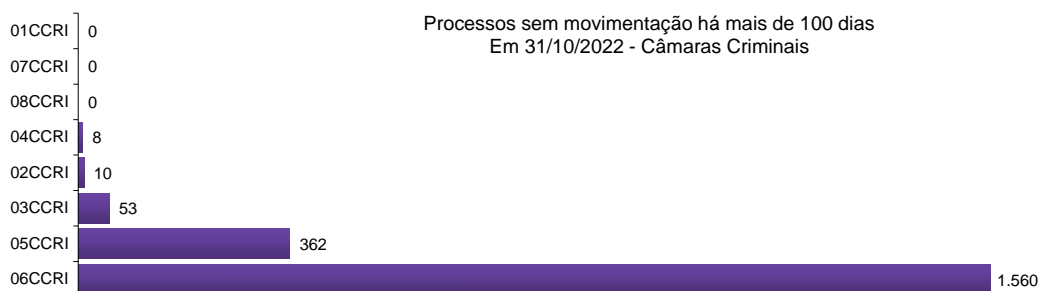 Processos sem movimentação há mais de 100 dias
Em 31/10/2022 - Câmaras Criminais
01CCRI 0
07CCRI 0
08CCRI 0
04CCRI 8
02CCRI 10
03CCRI 53
05CCRI 362
06CCRI 1.560